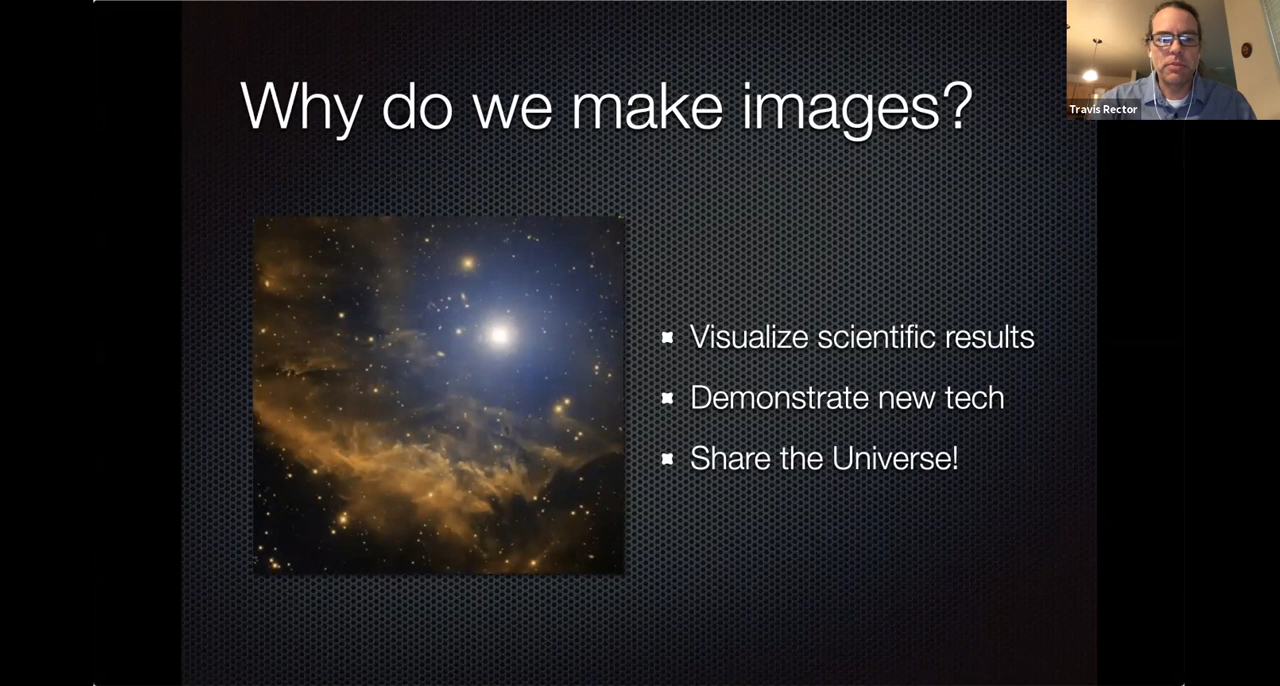 Why do we make images?
Visualize scientific results
Demonstrate new tech
Share the Universe!
Travis Rector